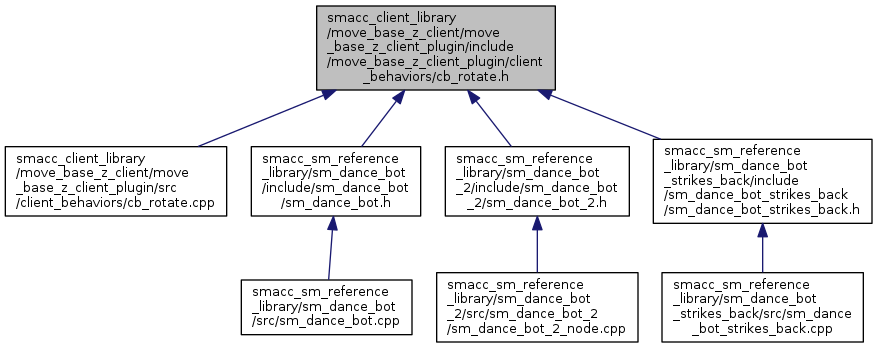 smacc_client_library
/move_base_z_client/move
_base_z_client_plugin/include
/move_base_z_client_plugin/client
_behaviors/cb_rotate.h
smacc_client_library
/move_base_z_client/move
_base_z_client_plugin/src
/client_behaviors/cb_rotate.cpp
smacc_sm_reference
_library/sm_dance_bot
/include/sm_dance_bot
/sm_dance_bot.h
smacc_sm_reference
_library/sm_dance_bot
_2/include/sm_dance_bot
_2/sm_dance_bot_2.h
smacc_sm_reference
_library/sm_dance_bot
_strikes_back/include
/sm_dance_bot_strikes_back
/sm_dance_bot_strikes_back.h
smacc_sm_reference
_library/sm_dance_bot
/src/sm_dance_bot.cpp
smacc_sm_reference
_library/sm_dance_bot
_2/src/sm_dance_bot_2
/sm_dance_bot_2_node.cpp
smacc_sm_reference
_library/sm_dance_bot
_strikes_back/src/sm_dance
_bot_strikes_back.cpp